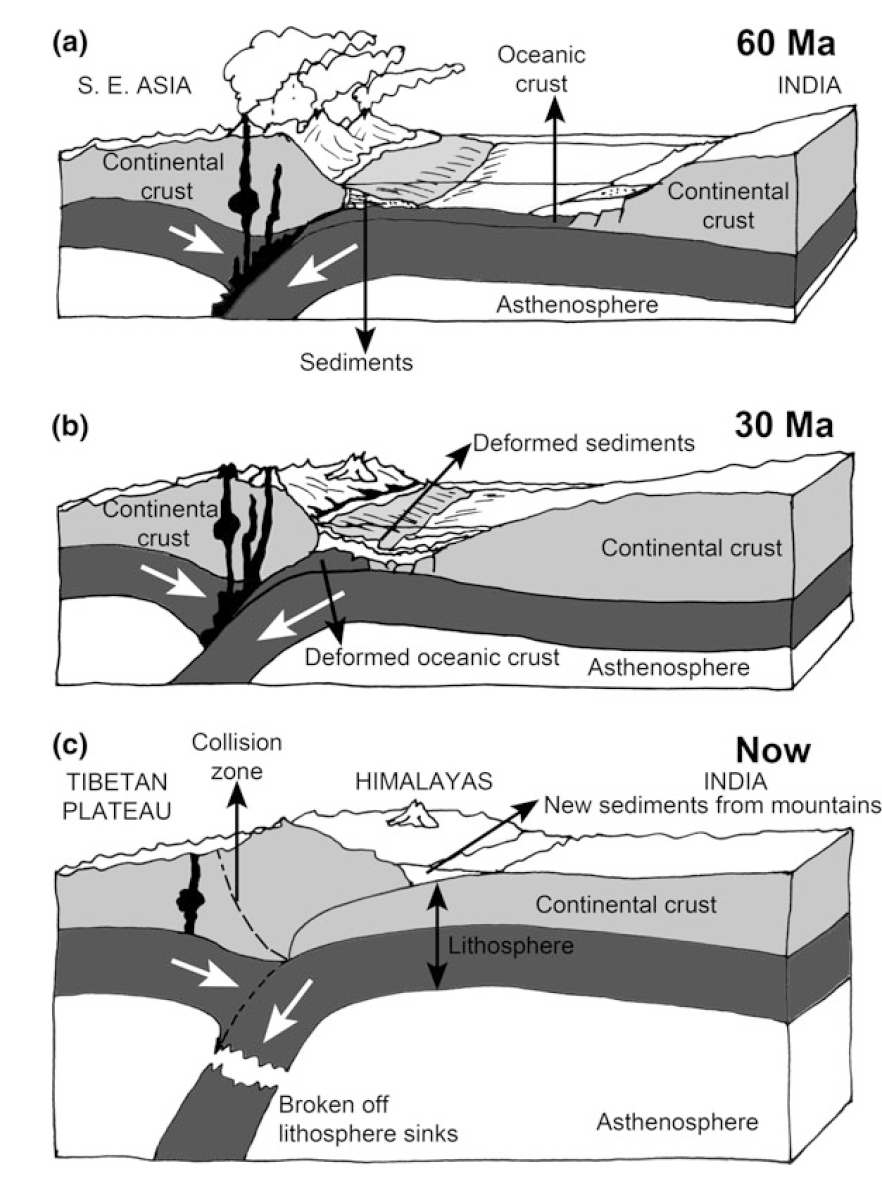 (a)
60 Ma
S. E. ASIA
Oceanic
crust
INDIA
Continental
crust
Continental
crust
Asthenosphere
Sediments
(b)
30 Ma
Deformed sediments
Continental
crust
Continental crust
Deformed oceanic crust
Asthenosphere
(c)
Collision
zone
Now
TIBETAN
PLATEAU
HIMALAYAS
INDIA
New sediments from mountains
Continental crust
Lithosphere
Broken off
lithosphere sinks
Asthenosphere